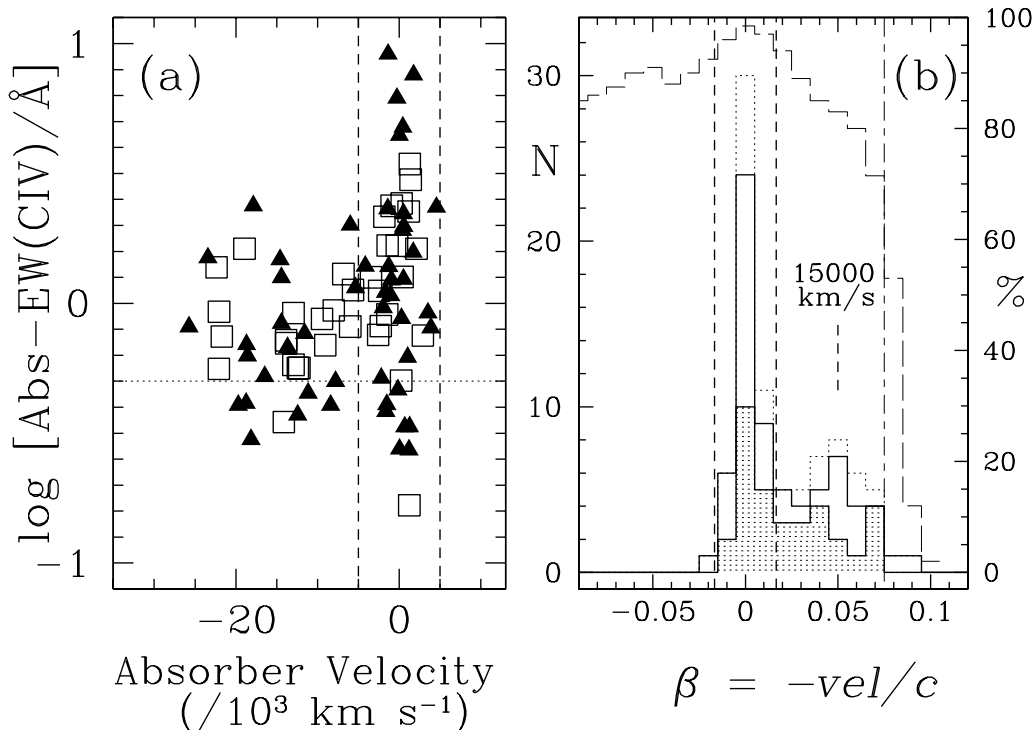 (a)
-log [Abs-EW(CIV)/Å]
1
0
-1
-20
0
Absorber Velocity
(/10³ km s⁻¹)
(b)
N
30
20
10
0
15000
km/s
100
80
60
40
20
0
%
-0.05
0
0.05
0.1
β = -vel/c